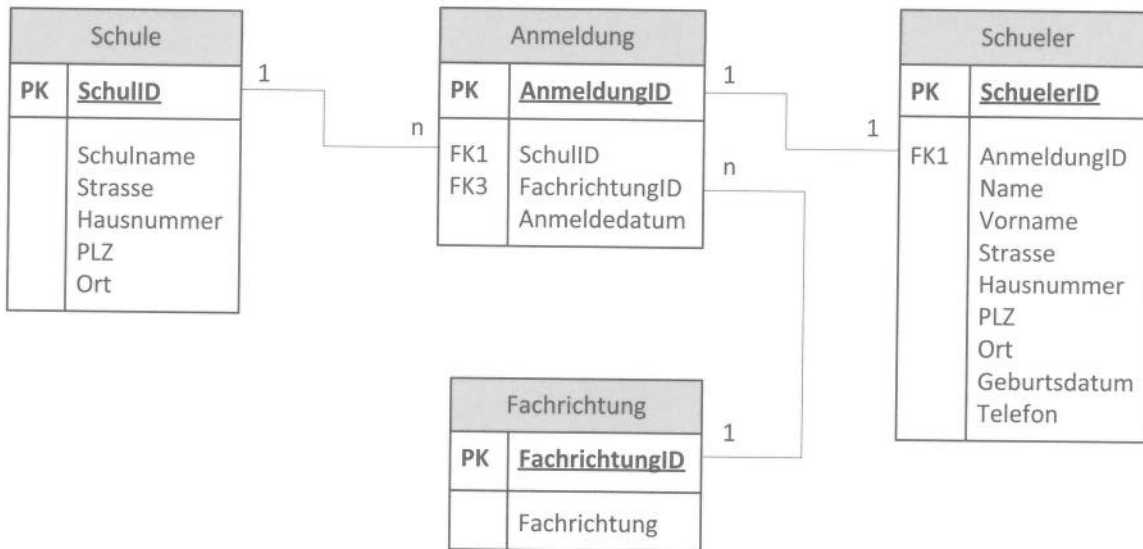 Schule
PK SchulID
Schulname
Strasse
Hausnummer
PLZ
Ort
1
n
Anmeldung
PK AnmeldungID
FK1 SchulID
FK3 FachrichtungID
Anmeldedatum
1
1
n
Schueler
PK SchuelerID
FK1 AnmeldungID
Name
Vorname
Strasse
Hausnummer
PLZ
Ort
Geburtsdatum
Telefon
Fachrichtung
PK FachrichtungID
Fachrichtung
1